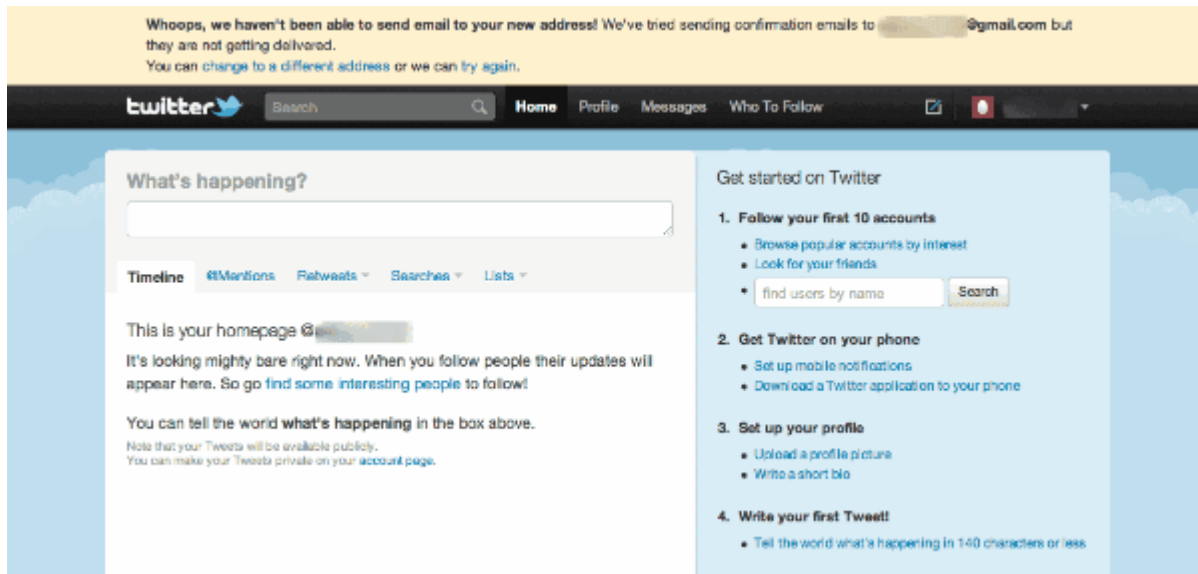 Whoops, we haven't been able to send email to your new address! We've tried sending confirmation emails to @gmail.com but
they are not getting delivered.
You can change to a different address or we can try again.
twitter Search Home Profile Messages Who To Follow
What's happening?
Timeline @Mentions Retweets Searches Lists
This is your homepage @
It's looking mighty bare right now. When you follow people their updates will
appear here. So go find some interesting people to follow!
You can tell the world what's happening in the box above.
Note that your Tweets will be available publicly.
You can make your Tweets private on your account page.
Get started on Twitter
1. Follow your first 10 accounts
• Browse popular accounts by interest
• Look for your friends
• find users by name Search
2. Get Twitter on your phone
• Set up mobile notifications
• Download a Twitter application to your phone
3. Set up your profile
• Upload a profile picture
• Write a short bio
4. Write your first Tweet!
• Tell the world what's happening in 140 characters or less